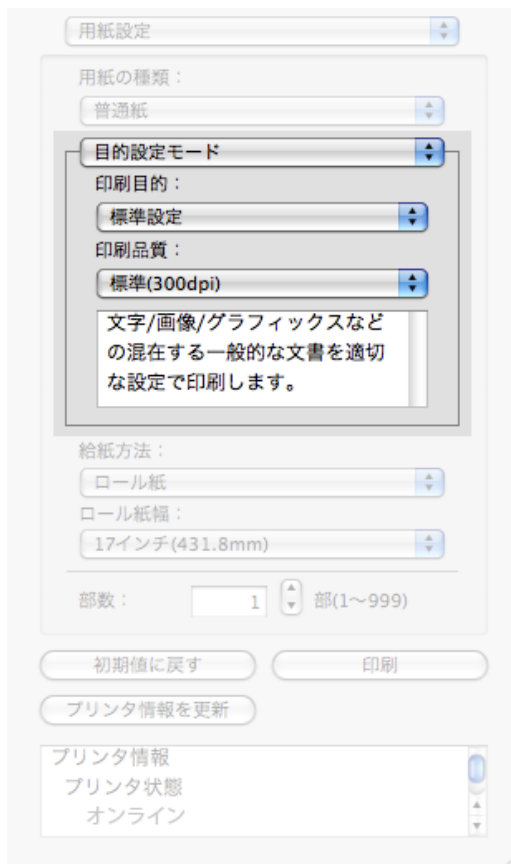 用紙設定
用紙の種類：
普通紙
目的設定モード
印刷目的：
標準設定
印刷品質：
標準(300dpi)
文字/画像/グラフィックスなど
の混在する一般的な文書を適切
な設定で印刷します。
給紙方法：
ロール紙
ロール紙幅：
17インチ(431.8mm)
部数： 1 部(1〜999)
初期値に戻す 印刷
プリンタ情報を更新
プリンタ情報
プリンタ状態
オンライン